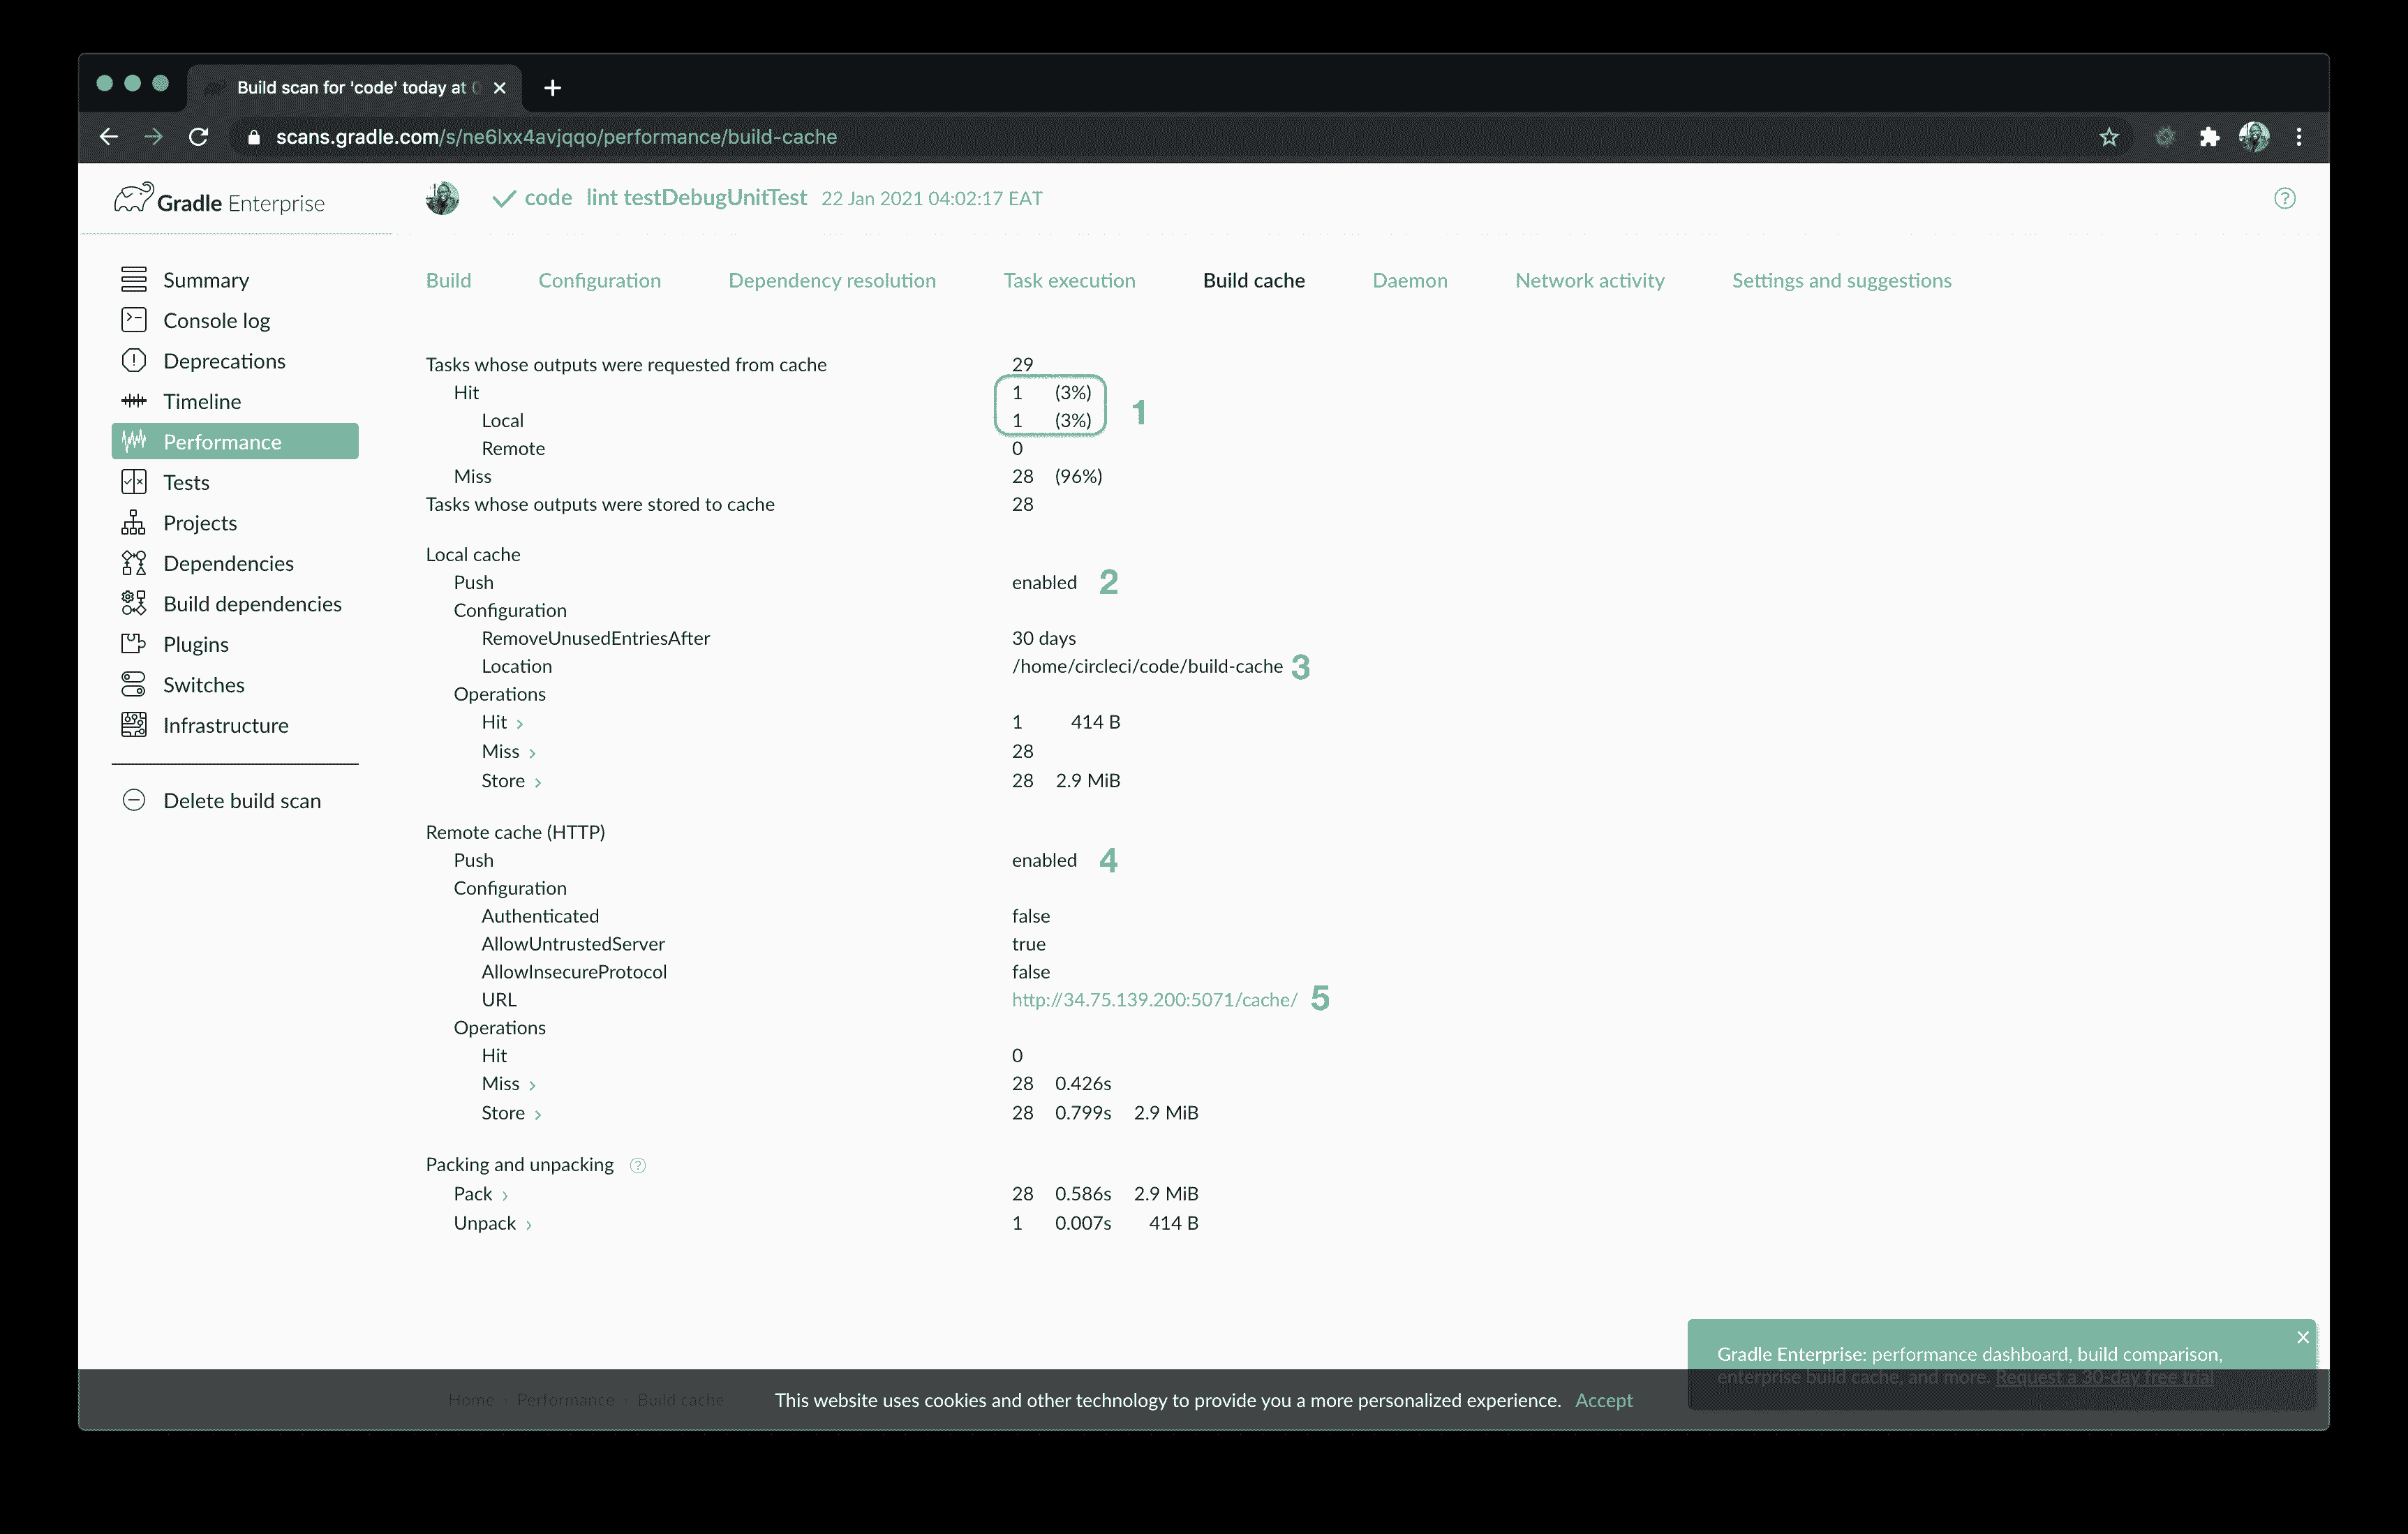 Build scan for 'code' today at 0
scans.gradle.com/s/ne6lxx4avjqqo/performance/build-cache
Gradle Enterprise
code lint testDebugUnitTest 22 Jan 2021 04:02:17 EAT
Summary
Console log
Deprecations
Timeline
Performance
Tests
Projects
Dependencies
Build dependencies
Plugins
Switches
Infrastructure
Delete build scan
Build Configuration Dependency resolution Task execution Build cache Daemon Network activity Settings and suggestions
Tasks whose outputs were requested from cache 29
Hit 1 (3%)
1
Local 1 (3%)
Remote 0
Miss 28 (96%)
Tasks whose outputs were stored to cache 28
Local cache
Push enabled 2
Configuration
RemoveUnusedEntriesAfter 30 days
Location /home/circleci/code/build-cache 3
Operations
Hit > 1 414 B
Miss > 28
Store > 28 2.9 MiB
Remote cache (HTTP)
Push enabled 4
Configuration
Authenticated false
AllowUntrustedServer true
AllowInsecureProtocol false
URL http://34.75.139.200:5071/cache/ 5
Operations
Hit 0
Miss > 28 0.426s
Store > 28 0.799s 2.9 MiB
Packing and unpacking ?
Pack > 28 0.586s 2.9 MiB
Unpack > 1 0.007s 414 B
Gradle Enterprise: performance dashboard, build comparison,
enterprise build cache, and more. Request a 30-day free trial
Home › Performance › Build cache
This website uses cookies and other technology to provide you a more personalized experience. Accept